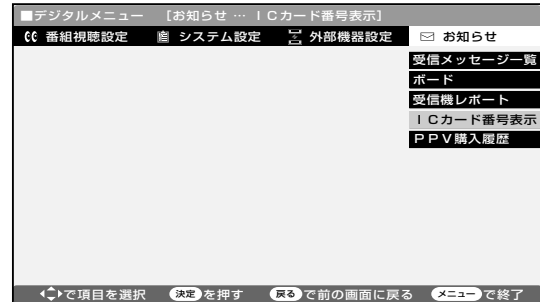 ■デジタルメニュー ［お知らせ … ＩＣカード番号表示］
番組視聴設定 システム設定 外部機器設定 お知らせ
受信メッセージ一覧
ボード
受信機レポート
ＩＣカード番号表示
ＰＰＶ購入履歴
で項目を選択 決定を押す 戻るで前の画面に戻る メニューで終了